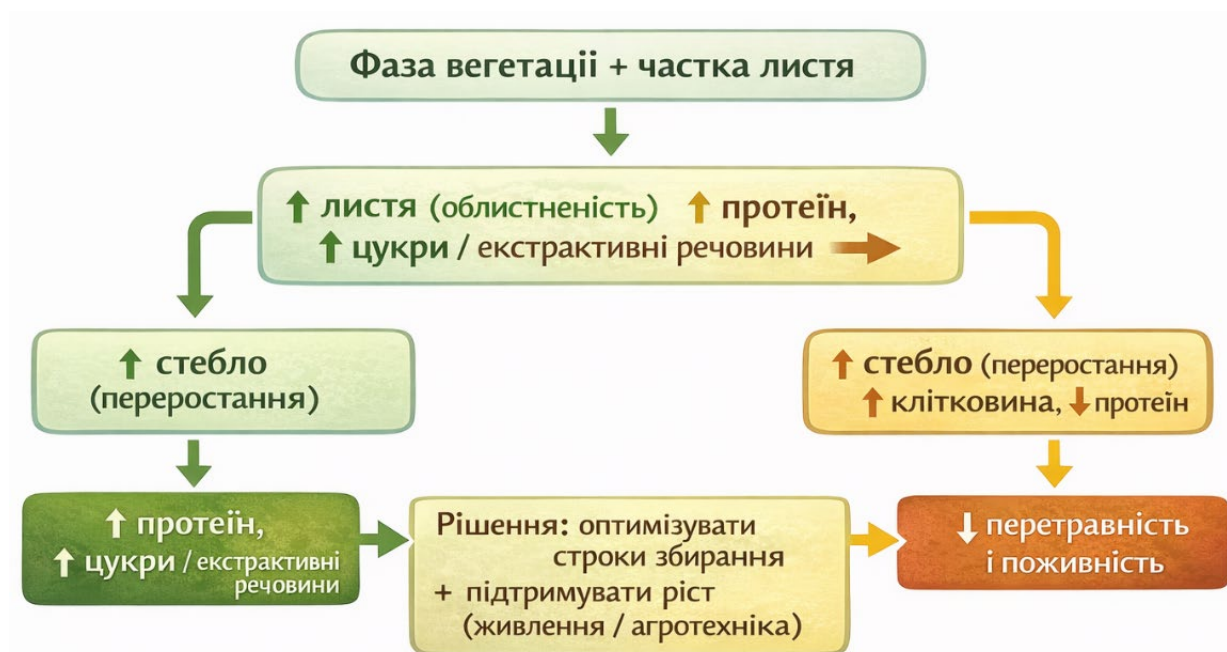 Фаза вегетації + частка листя
↑ листя (облистненість) ↑ протеїн,
↑ цукри / екстрактивні речовини →
↑ стебло
(переростання)
↑ стебло (переростання)
↑ клітковина, ↓ протеїн
↑ протеїн,
↑ цукри / екстрактивні
речовини
Рішення: оптимізувати
строки збирання
+ підтримувати ріст
(живлення / агротехніка)
↓ перетравність
і поживність